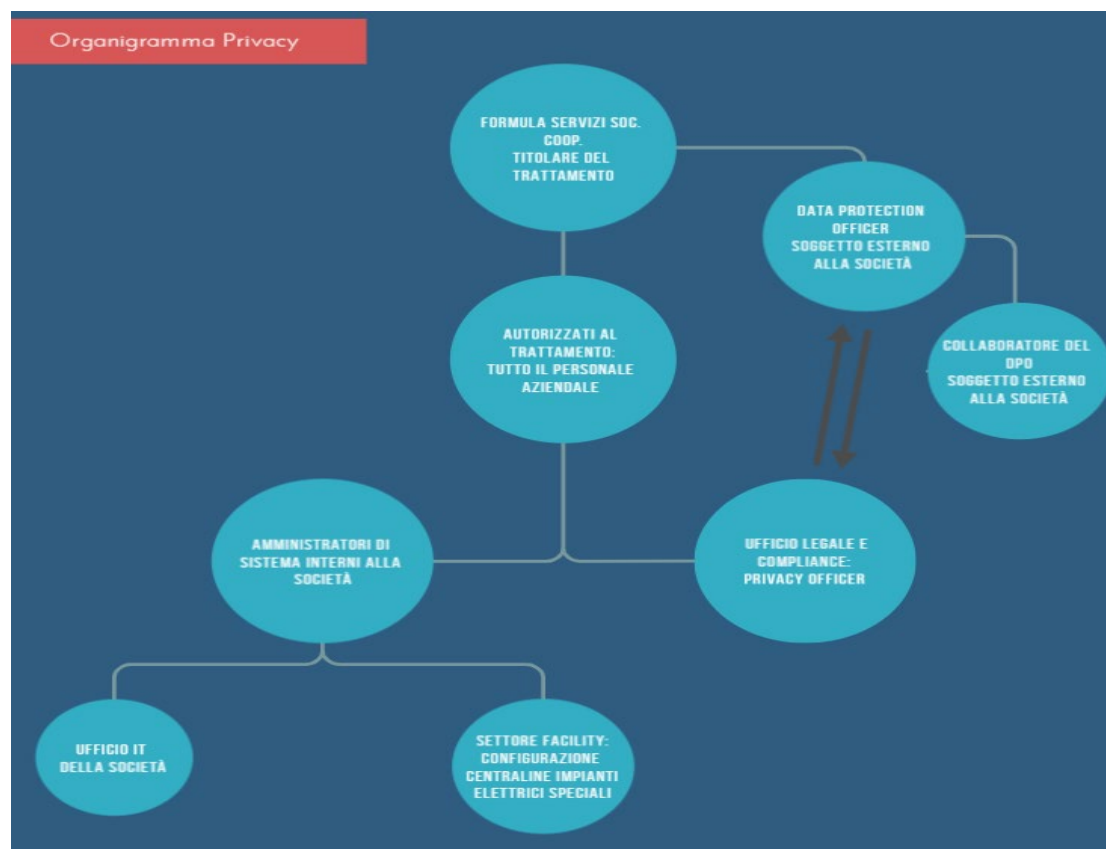 Organigramma Privacy
FORMULA SERVIZI SOC.
COOP.
TITOLARE DEL
TRATTAMENTO
DATA PROTECTION
OFFICER
SOGGETTO ESTERNO
ALLA SOCIETÀ
AUTORIZZATI AL
TRATTAMENTO:
TUTTO IL PERSONALE
AZIENDALE
COLLABORATORE DEL
DPO
SOGGETTO ESTERNO
ALLA SOCIETÀ
AMMINISTRATORI DI
SISTEMA INTERNI ALLA
SOCIETÀ
UFFICIO LEGALE E
COMPLIANCE:
PRIVACY OFFICER
UFFICIO IT
DELLA SOCIETÀ
SETTORE FACILITY:
CONFIGURAZIONE
CENTRALINE IMPIANTI
ELETTRICI SPECIALI